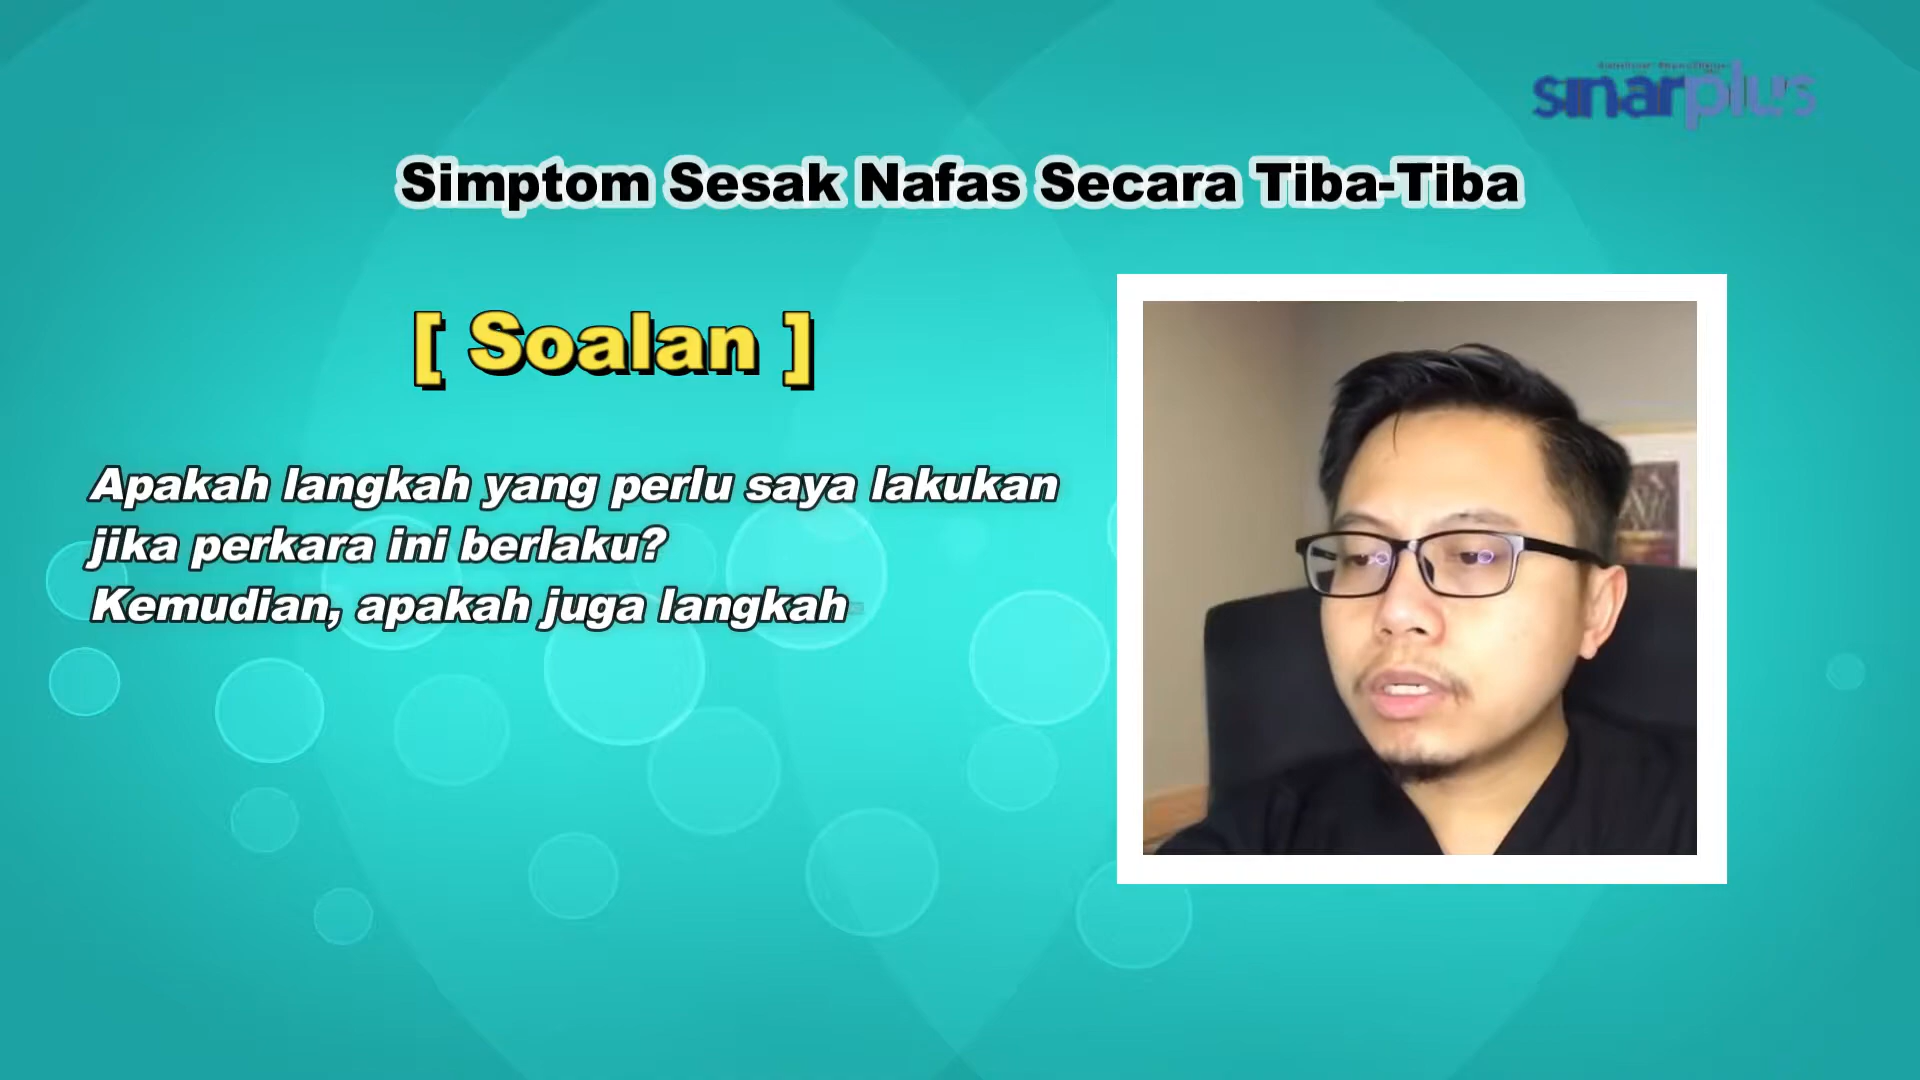 sinarplus
Simptom Sesak Nafas Secara Tiba-Tiba
[ Soalan ]
Apakah langkah yang perlu saya lakukan
jika perkara ini berlaku?
Kemudian, apakah juga langkah